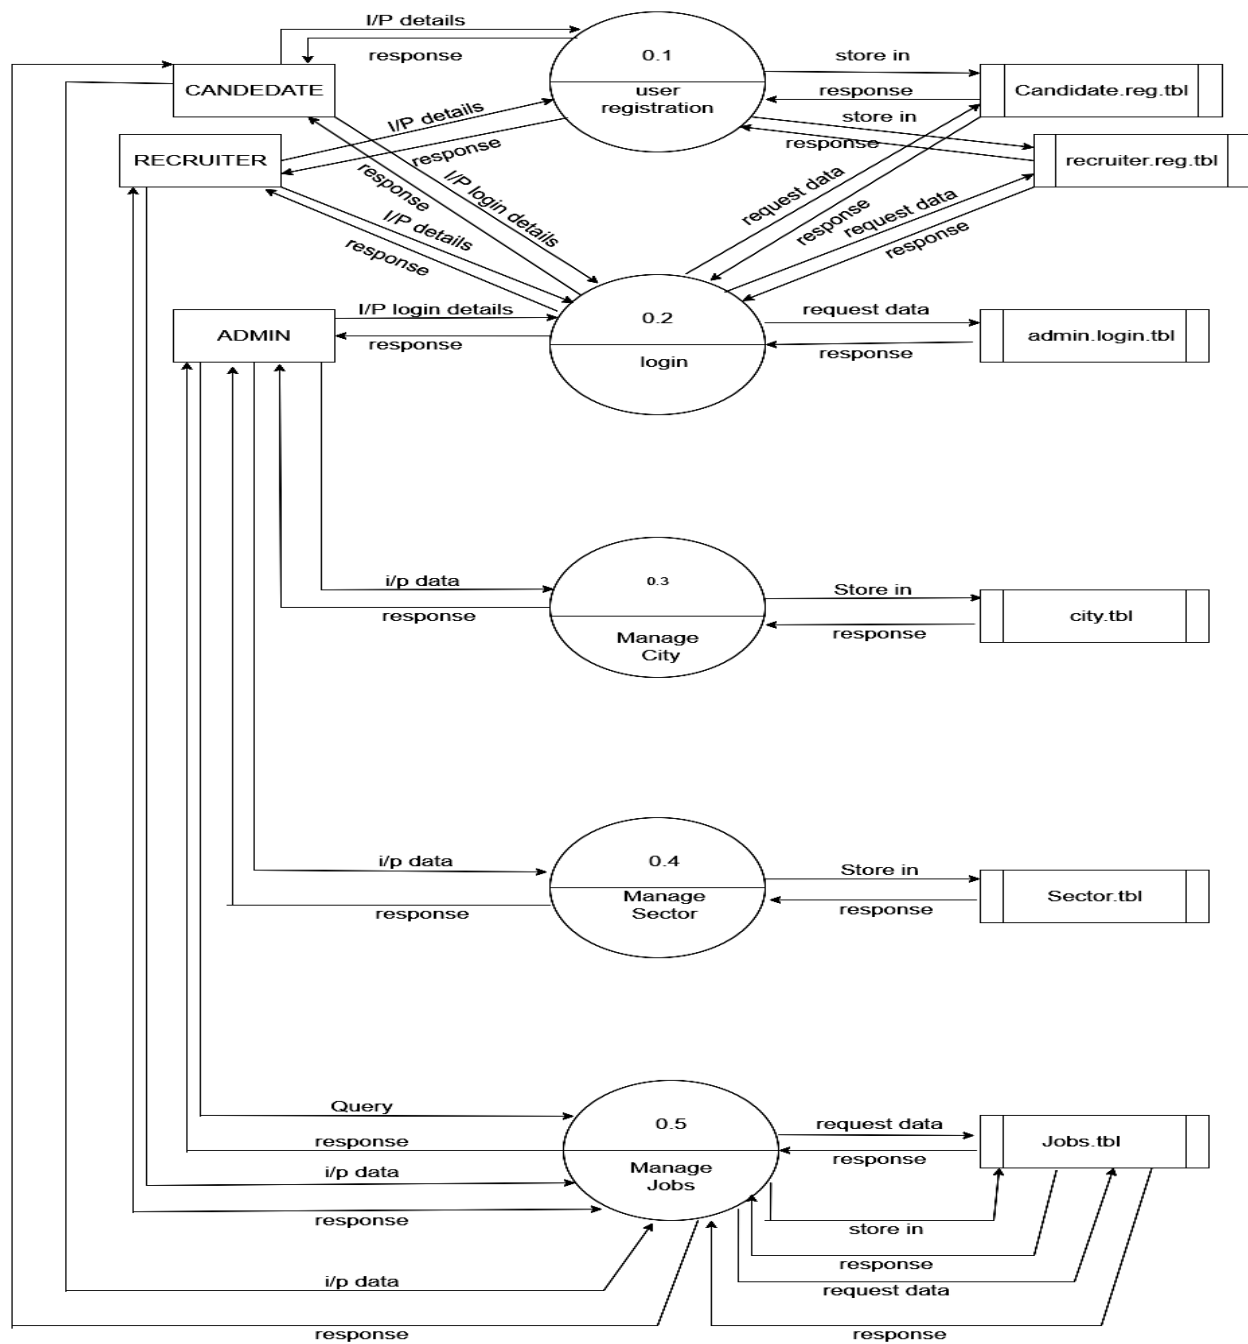 I/P details
response
0.1
user
registration
store in
response
CANDEDATE
Candidate.reg.tbl
I/P details
response
store in
response
RECRUITER
recruiter.reg.tbl
response
I/P login details
I/P details
response
request data
response
request data
response
ADMIN
I/P login details
response
0.2
login
request data
response
admin.login.tbl
i/p data
response
0.3
Manage
City
Store in
response
city.tbl
i/p data
response
0.4
Manage
Sector
Store in
response
Sector.tbl
Query
response
i/p data
response
0.5
Manage
Jobs
request data
response
Jobs.tbl
store in
response
i/p data
request data
response
response